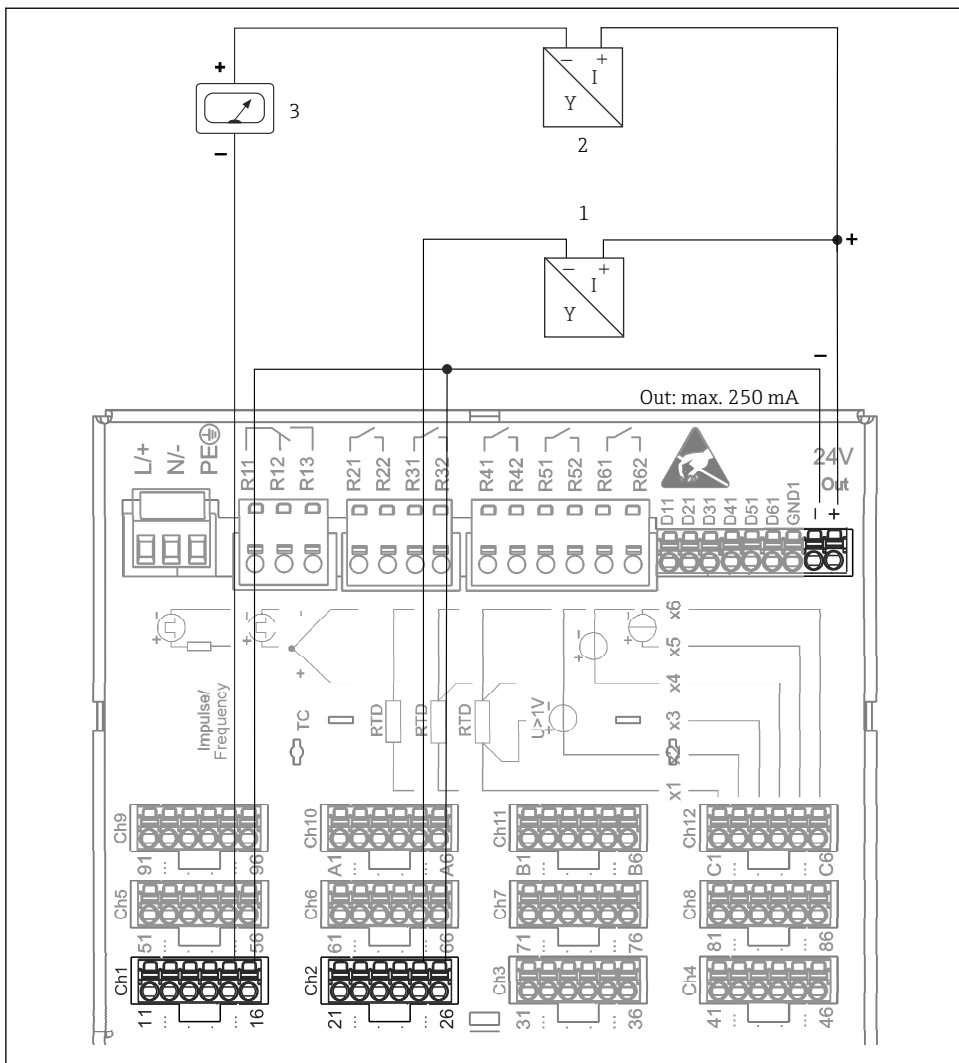 − +
I
Y
2
+
3
−
1
− +
I
Y
+
−
Out: max. 250 mA
L/+ N/- PE R11 R12 R13 R21 R22 R31 R32 R41 R42 R51 R52 R61 R62 24V
Out
D11 D21 D31 D41 D51 D61 GND1 − +
- + - + - + - + - + - +
x6
x5
x4
x3
x2
x1
Impulse/
Frequency
TC RTD RTD RTD U>1V
Ch9 Ch10 Ch11 Ch12
91 ... . ... 96 A1 ... . ... A6 B1 ... . ... B6 C1 ... . ... C6
Ch5 Ch6 Ch7 Ch8
51 ... . ... 56 61 ... . ... 66 71 ... . ... 76 81 ... . ... 86
Ch1 Ch2 Ch3 Ch4
11 ... . ... 16 21 ... . ... 26 31 ... . ... 36 41 ... . ... 46